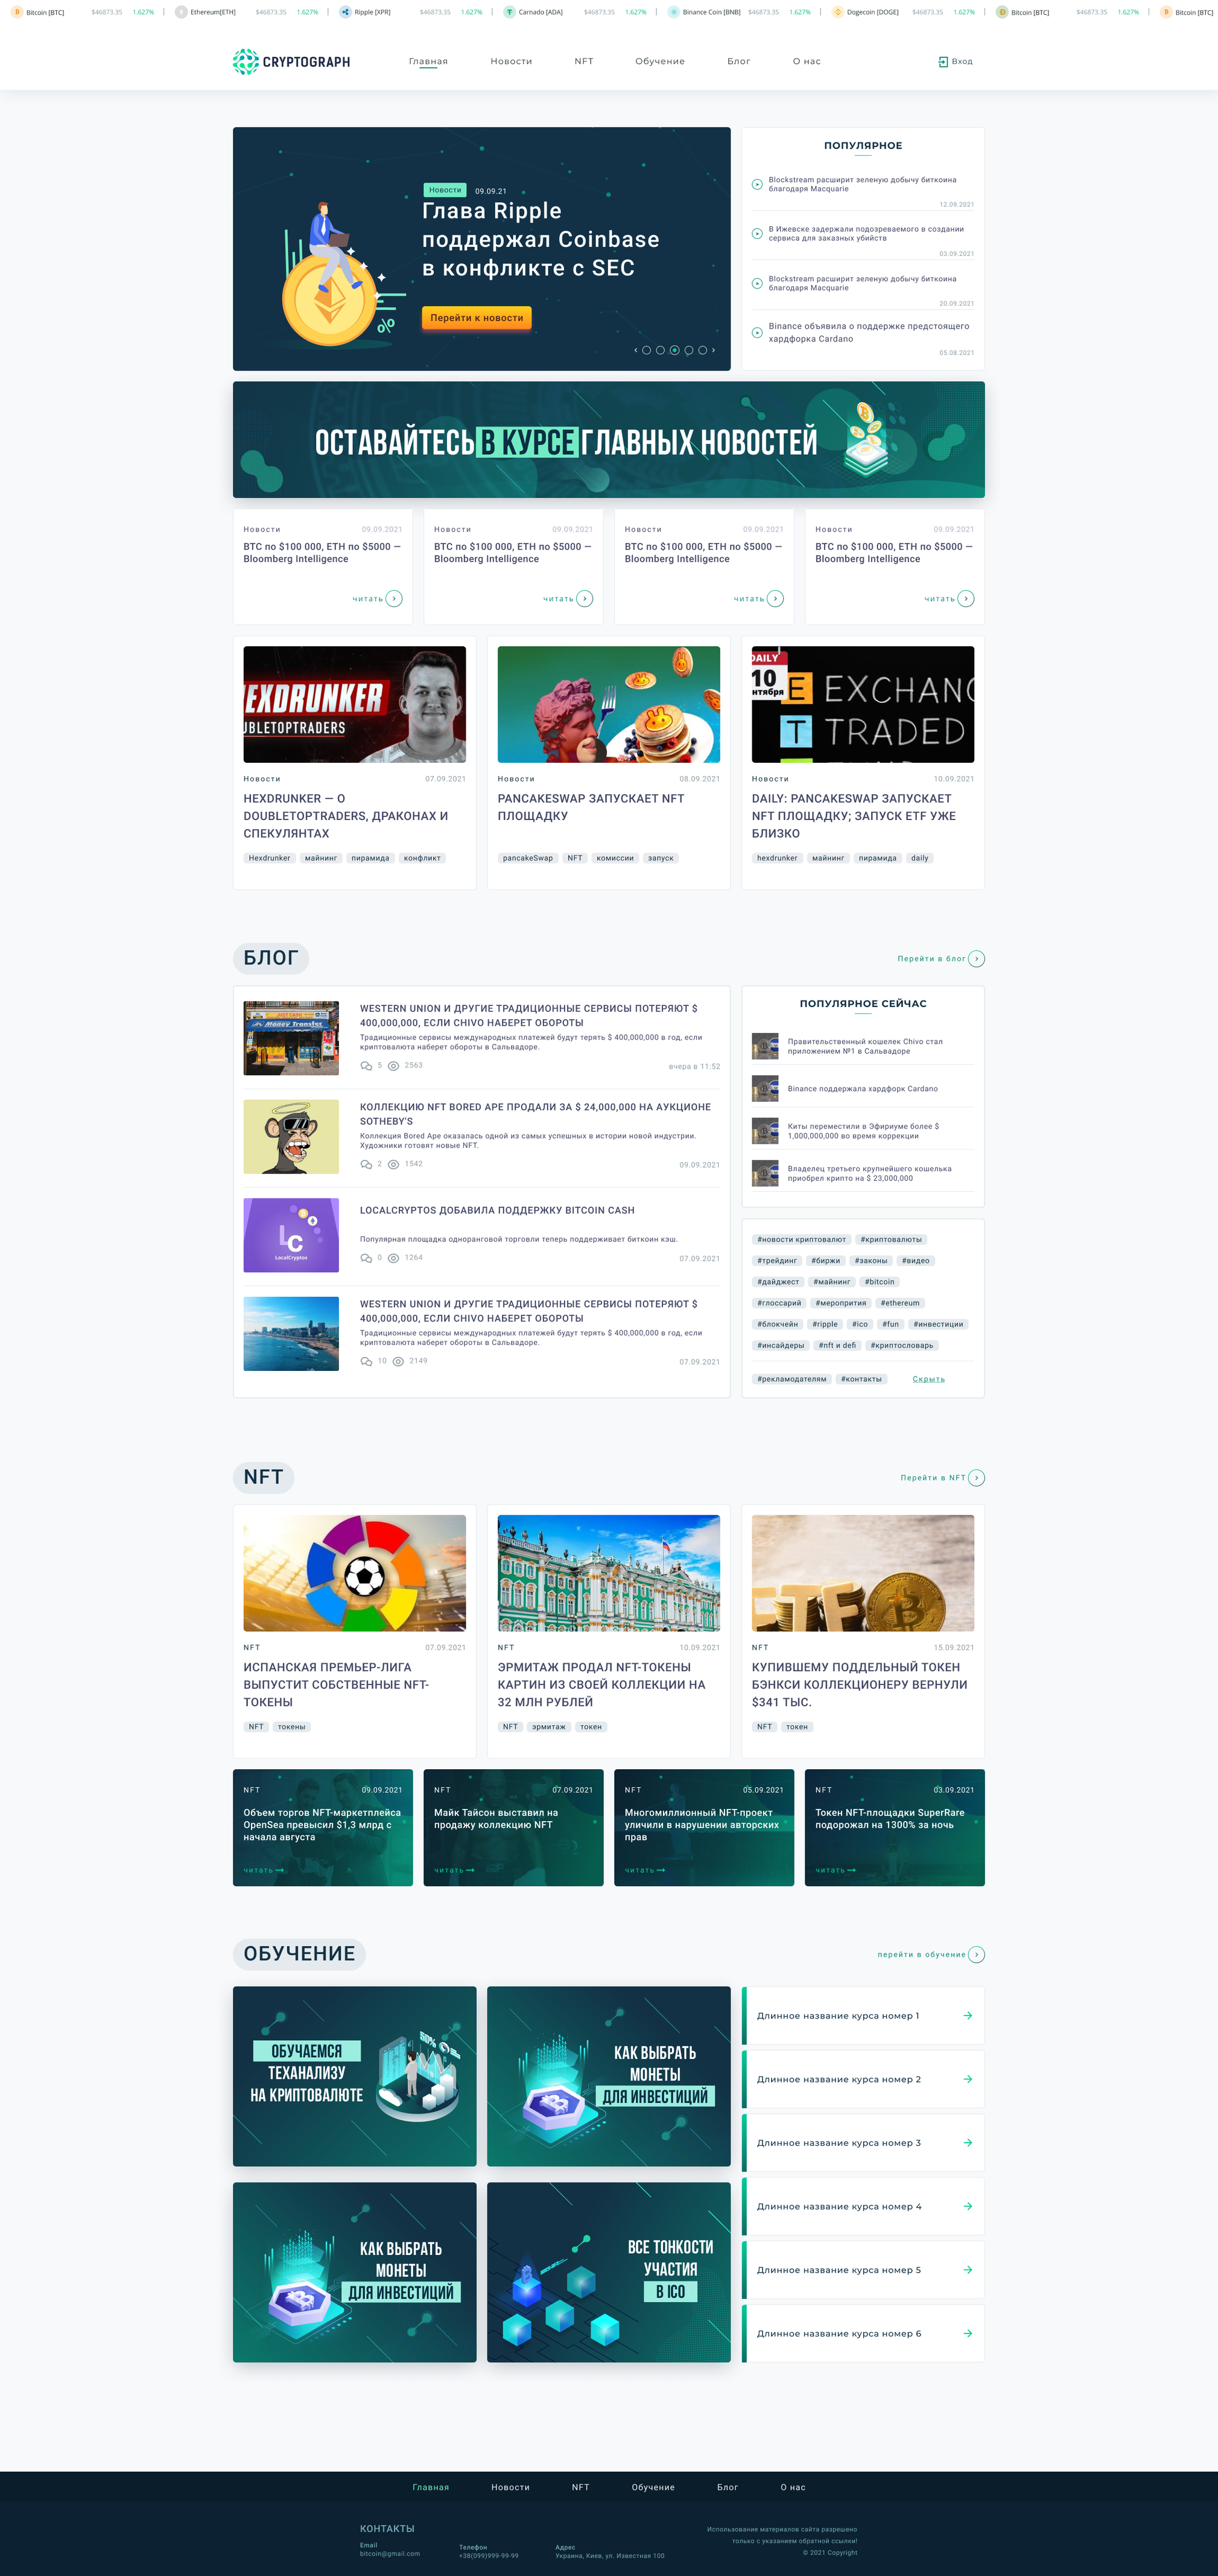 Bitcoin [BTC] $46873.35 1.627% | Ethereum[ETH] $46873.35 1.627% | Ripple [XPR] $46873.35 1.627% | Carnado [ADA] $46873.35 1.627% | Binance Coin [BNB] $46873.35 1.627% | Dogecoin [DOGE] $46873.35 1.627% | Bitcoin [BTC] $46873.35 1.627% | Bitcoin [BTC]
CRYPTOGRAPH
Главная Новости NFT Обучение Блог О нас Вход
Новости 09.09.21
Глава Ripple
поддержал Coinbase
в конфликте с SEC
Перейти к новости
ПОПУЛЯРНОЕ
Blockstream расширит зеленую добычу биткоина
благодаря Macquarie
12.09.2021
В Ижевске задержали подозреваемого в создании
сервиса для заказных убийств
03.09.2021
Blockstream расширит зеленую добычу биткоина
благодаря Macquarie
20.09.2021
Binance объявила о поддержке предстоящего
хардфорка Cardano
05.08.2021
ОСТАВАЙТЕСЬ В КУРСЕ ГЛАВНЫХ НОВОСТЕЙ
Новости 09.09.2021
BTC по $100 000, ETH по $5000 —
Bloomberg Intelligence
читать
Новости 09.09.2021
BTC по $100 000, ETH по $5000 —
Bloomberg Intelligence
читать
Новости 09.09.2021
BTC по $100 000, ETH по $5000 —
Bloomberg Intelligence
читать
Новости 09.09.2021
BTC по $100 000, ETH по $5000 —
Bloomberg Intelligence
читать
EXDRUNKER
UBLETOPTRADERS
Новости 07.09.2021
HEXDRUNKER — О
DOUBLETOPTRADERS, ДРАКОНАХ И
СПЕКУЛЯНТАХ
Hexdrunker майнинг пирамида конфликт
Новости 08.09.2021
PANCAKESWAP ЗАПУСКАЕТ NFT
ПЛОЩАДКУ
pancakeSwap NFT комиссии запуск
DAILY
10
ентября
E EXCHANG
T TRADED
Новости 10.09.2021
DAILY: PANCAKESWAP ЗАПУСКАЕТ
NFT ПЛОЩАДКУ; ЗАПУСК ETF УЖЕ
БЛИЗКО
hexdrunker майнинг пирамида daily
БЛОГ
Перейти в блог
Money Transfer
WESTERN UNION И ДРУГИЕ ТРАДИЦИОННЫЕ СЕРВИСЫ ПОТЕРЯЮТ $
400,000,000, ЕСЛИ CHIVO НАБЕРЕТ ОБОРОТЫ
Традиционные сервисы международных платежей будут терять $ 400,000,000 в год, если
криптовалюта наберет обороты в Сальвадоре.
5 2563 вчера в 11:52
КОЛЛЕКЦИЮ NFT BORED APE ПРОДАЛИ ЗА $ 24,000,000 НА АУКЦИОНЕ
SOTHEBY'S
Коллекция Bored Ape оказалась одной из самых успешных в истории новой индустрии.
Художники готовят новые NFT.
2 1542 09.09.2021
LC
LocalCryptos
LOCALCRYPTOS ДОБАВИЛА ПОДДЕРЖКУ BITCOIN CASH
Популярная площадка одноранговой торговли теперь поддерживает биткоин кэш.
0 1264 07.09.2021
WESTERN UNION И ДРУГИЕ ТРАДИЦИОННЫЕ СЕРВИСЫ ПОТЕРЯЮТ $
400,000,000, ЕСЛИ CHIVO НАБЕРЕТ ОБОРОТЫ
Традиционные сервисы международных платежей будут терять $ 400,000,000 в год, если
криптовалюта наберет обороты в Сальвадоре.
10 2149 07.09.2021
ПОПУЛЯРНОЕ СЕЙЧАС
Правительственный кошелек Chivo стал
приложением №1 в Сальвадоре
Binance поддержала хардфорк Cardano
Киты переместили в Эфириуме более $
1,000,000,000 во время коррекции
Владелец третьего крупнейшего кошелька
приобрел крипто на $ 23,000,000
#новости криптовалют #криптовалюты
#трейдинг #биржи #законы #видео
#дайджест #майнинг #bitcoin
#глоссарий #меропрития #ethereum
#блокчейн #ripple #ico #fun #инвестиции
#инсайдеры #nft и defi #криптословарь
#рекламодателям #контакты Скрыть
NFT
Перейти в NFT
NFT 07.09.2021
ИСПАНСКАЯ ПРЕМЬЕР-ЛИГА
ВЫПУСТИТ СОБСТВЕННЫЕ NFT-
ТОКЕНЫ
NFT токены
NFT 10.09.2021
ЭРМИТАЖ ПРОДАЛ NFT-ТОКЕНЫ
КАРТИН ИЗ СВОЕЙ КОЛЛЕКЦИИ НА
32 МЛН РУБЛЕЙ
NFT эрмитаж токен
ETF
NFT 15.09.2021
КУПИВШЕМУ ПОДДЕЛЬНЫЙ ТОКЕН
БЭНКСИ КОЛЛЕКЦИОНЕРУ ВЕРНУЛИ
$341 ТЫС.
NFT токен
NFT 09.09.2021
Объем торгов NFT-маркетплейса
OpenSea превысил $1,3 млрд с
начала августа
читать
NFT 07.09.2021
Майк Тайсон выставил на
продажу коллекцию NFT
читать
NFT 05.09.2021
Многомиллионный NFT-проект
уличили в нарушении авторских
прав
читать
NFT 03.09.2021
Токен NFT-площадки SuperRare
подорожал на 1300% за ночь
читать
ОБУЧЕНИЕ
перейти в обучение
ОБУЧАЕМСЯ
ТЕХАНАЛИЗУ
НА КРИПТОВАЛЮТЕ
50%
КАК ВЫБРАТЬ
МОНЕТЫ
ДЛЯ ИНВЕСТИЦИЙ
КАК ВЫБРАТЬ
МОНЕТЫ
ДЛЯ ИНВЕСТИЦИЙ
ВСЕ ТОНКОСТИ
УЧАСТИЯ
В ICO
Длинное название курса номер 1
Длинное название курса номер 2
Длинное название курса номер 3
Длинное название курса номер 4
Длинное название курса номер 5
Длинное название курса номер 6
Главная Новости NFT Обучение Блог О нас
КОНТАКТЫ
Email
bitcoin@gmail.com
Телефон
+38(099)999-99-99
Адрес
Украина, Киев, ул. Известная 100
Использование материалов сайта разрешено
только с указанием обратной ссылки!
© 2021 Copyright